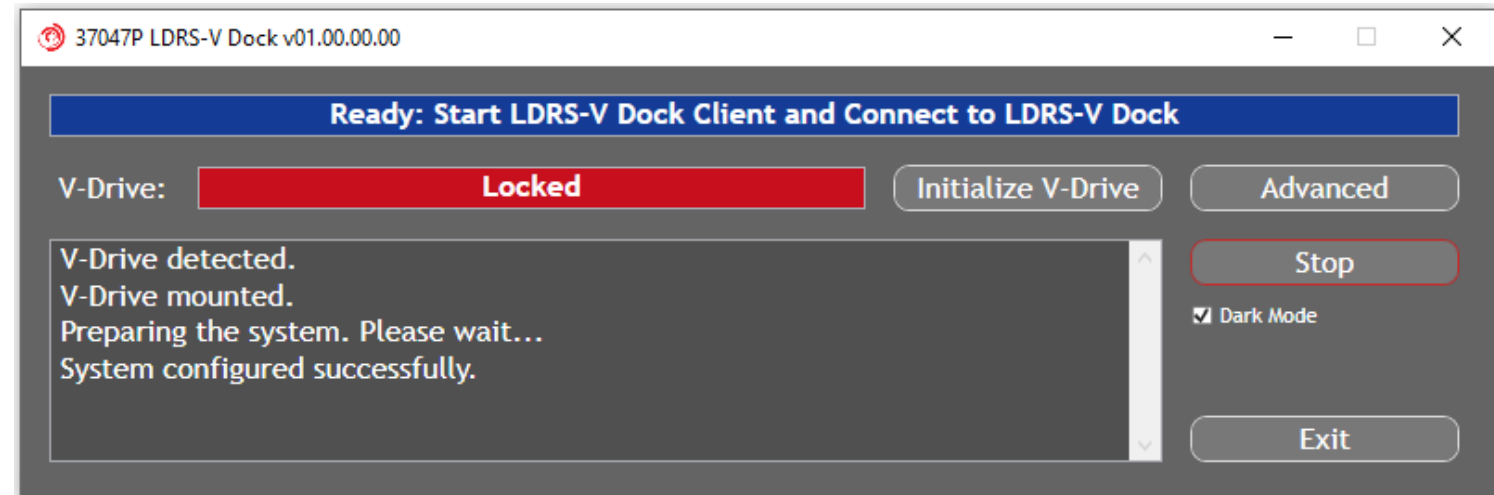 37047P LDRS-V Dock v01.00.00.00
Ready: Start LDRS-V Dock Client and Connect to LDRS-V Dock
V-Drive: Locked Initialize V-Drive Advanced
V-Drive detected.
V-Drive mounted.
Preparing the system. Please wait...
System configured successfully.
Stop
Dark Mode
Exit